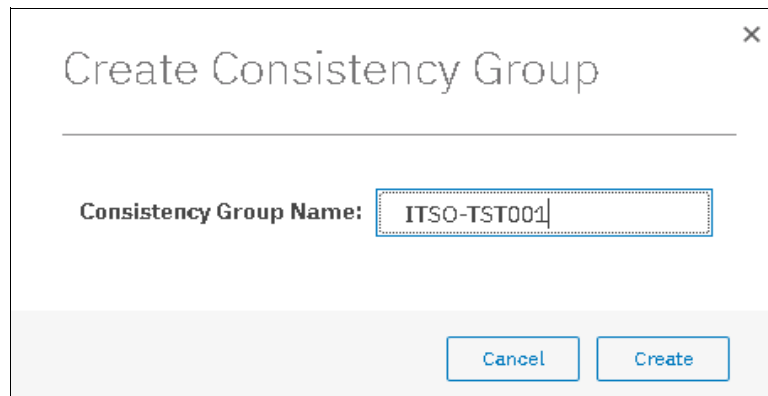 Create Consistency Group
Consistency Group Name: ITSO-TST001
Cancel Create